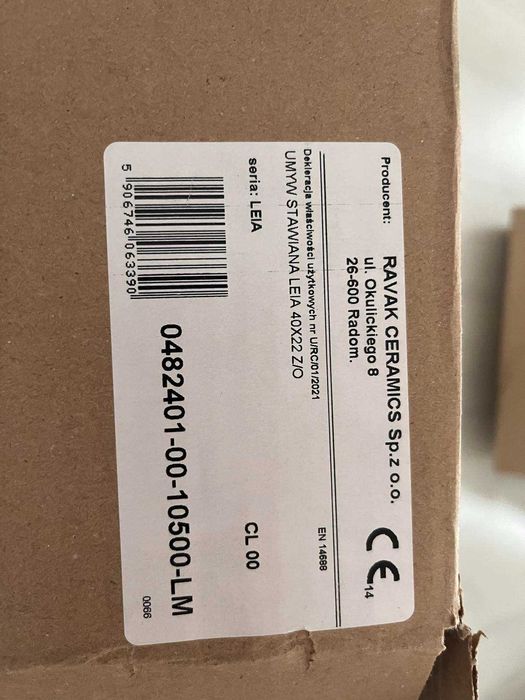 Producent:
RAVAK CERAMICS Sp.z o.o.
ul. Okulickiego 8
26-600 Radom.
CE
14
Deklaracja właściwości użytkowych nr U/RC/01/2021
EN 14688
UMYW STAWIANA LEIA 40X22 Z/O
seria: LEIA
CL 00
5 906746 063390
0482401-00-10500-LM
0066